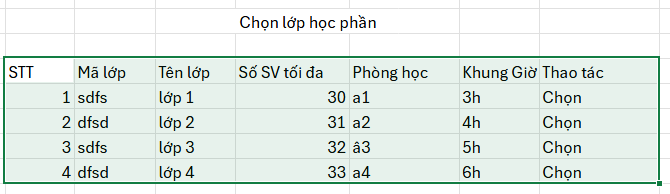 Chọn lớp học phần
STT Mã lớp Tên lớp Số SV tối đa Phòng học Khung Giờ Thao tác
1 sdfs lớp 1 30 a1 3h Chọn
2 dfsd lớp 2 31 a2 4h Chọn
3 sdfs lớp 3 32 â3 5h Chọn
4 dfsd lớp 4 33 a4 6h Chọn